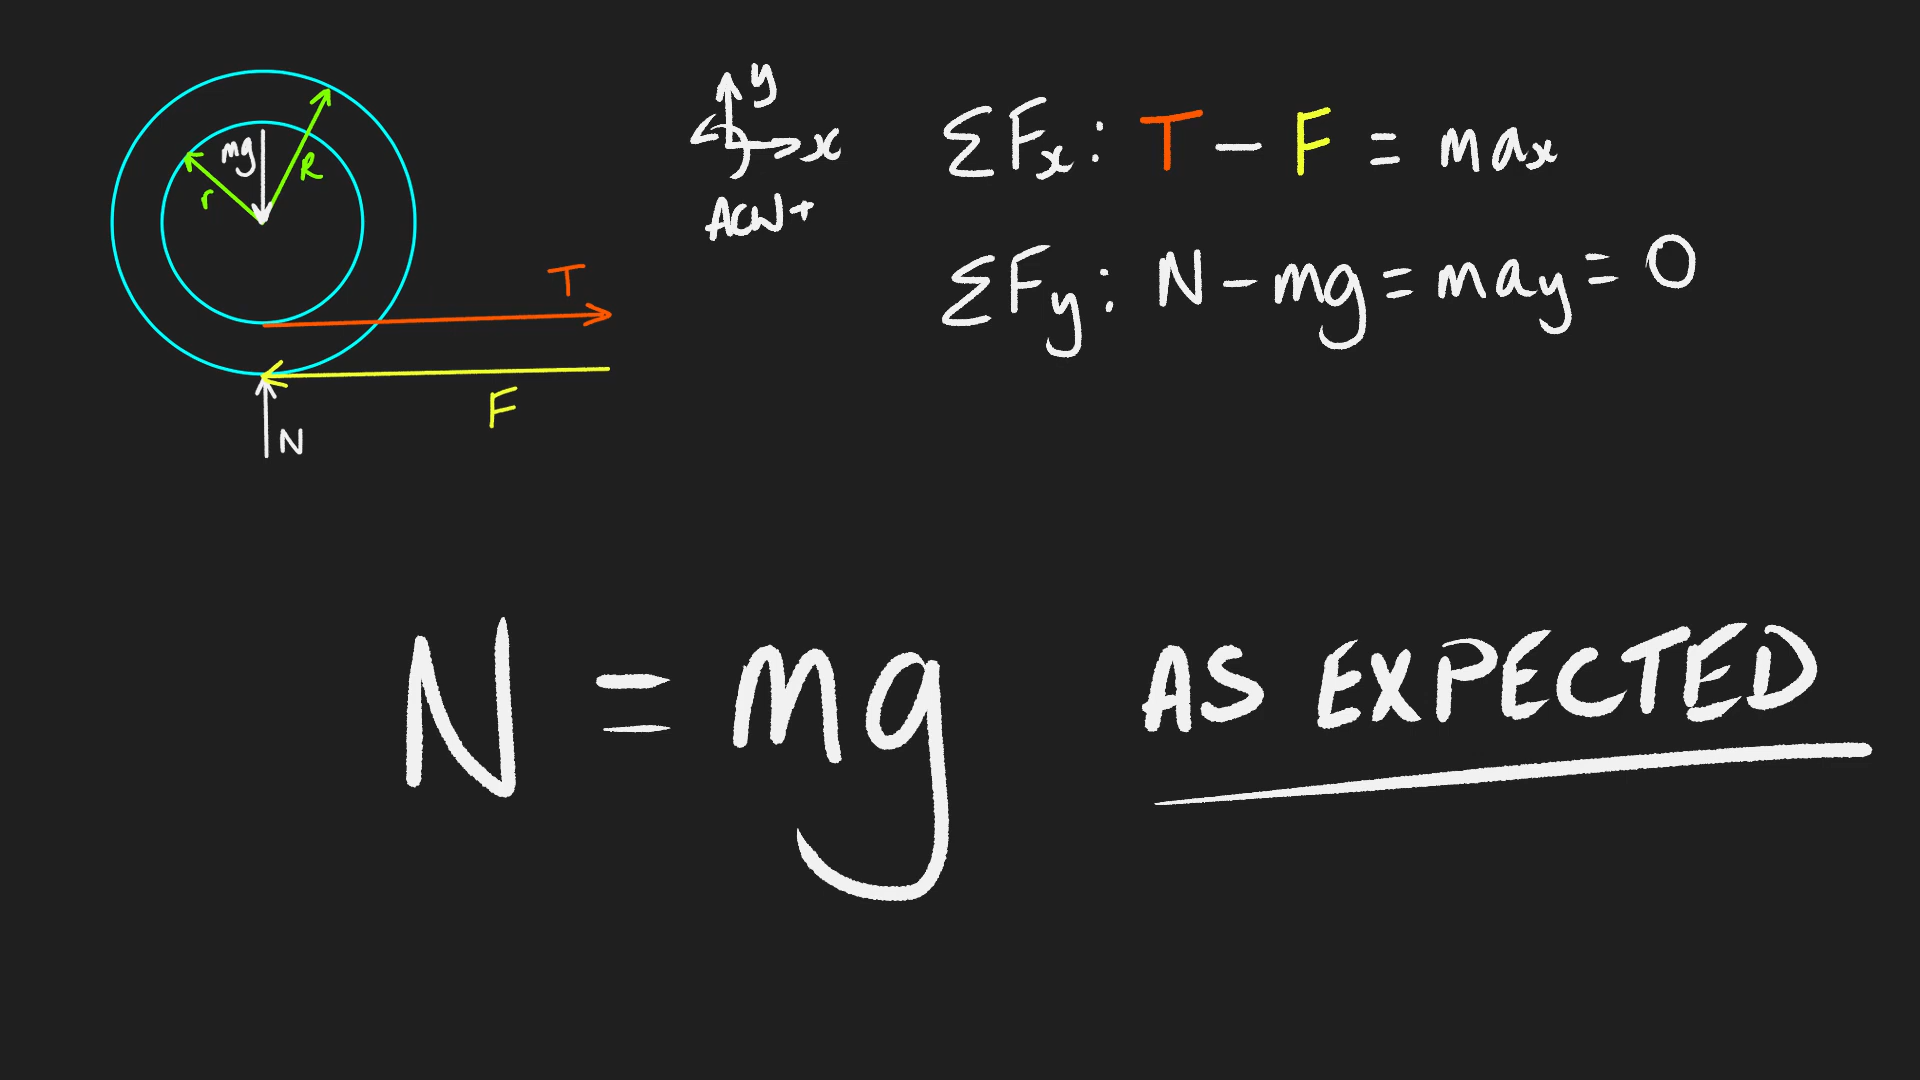 mg
r
R
T
F
N
y
x
ACW+
ΣFx: T - F = max
ΣFy: N - mg = may = 0
N = mg AS EXPECTED